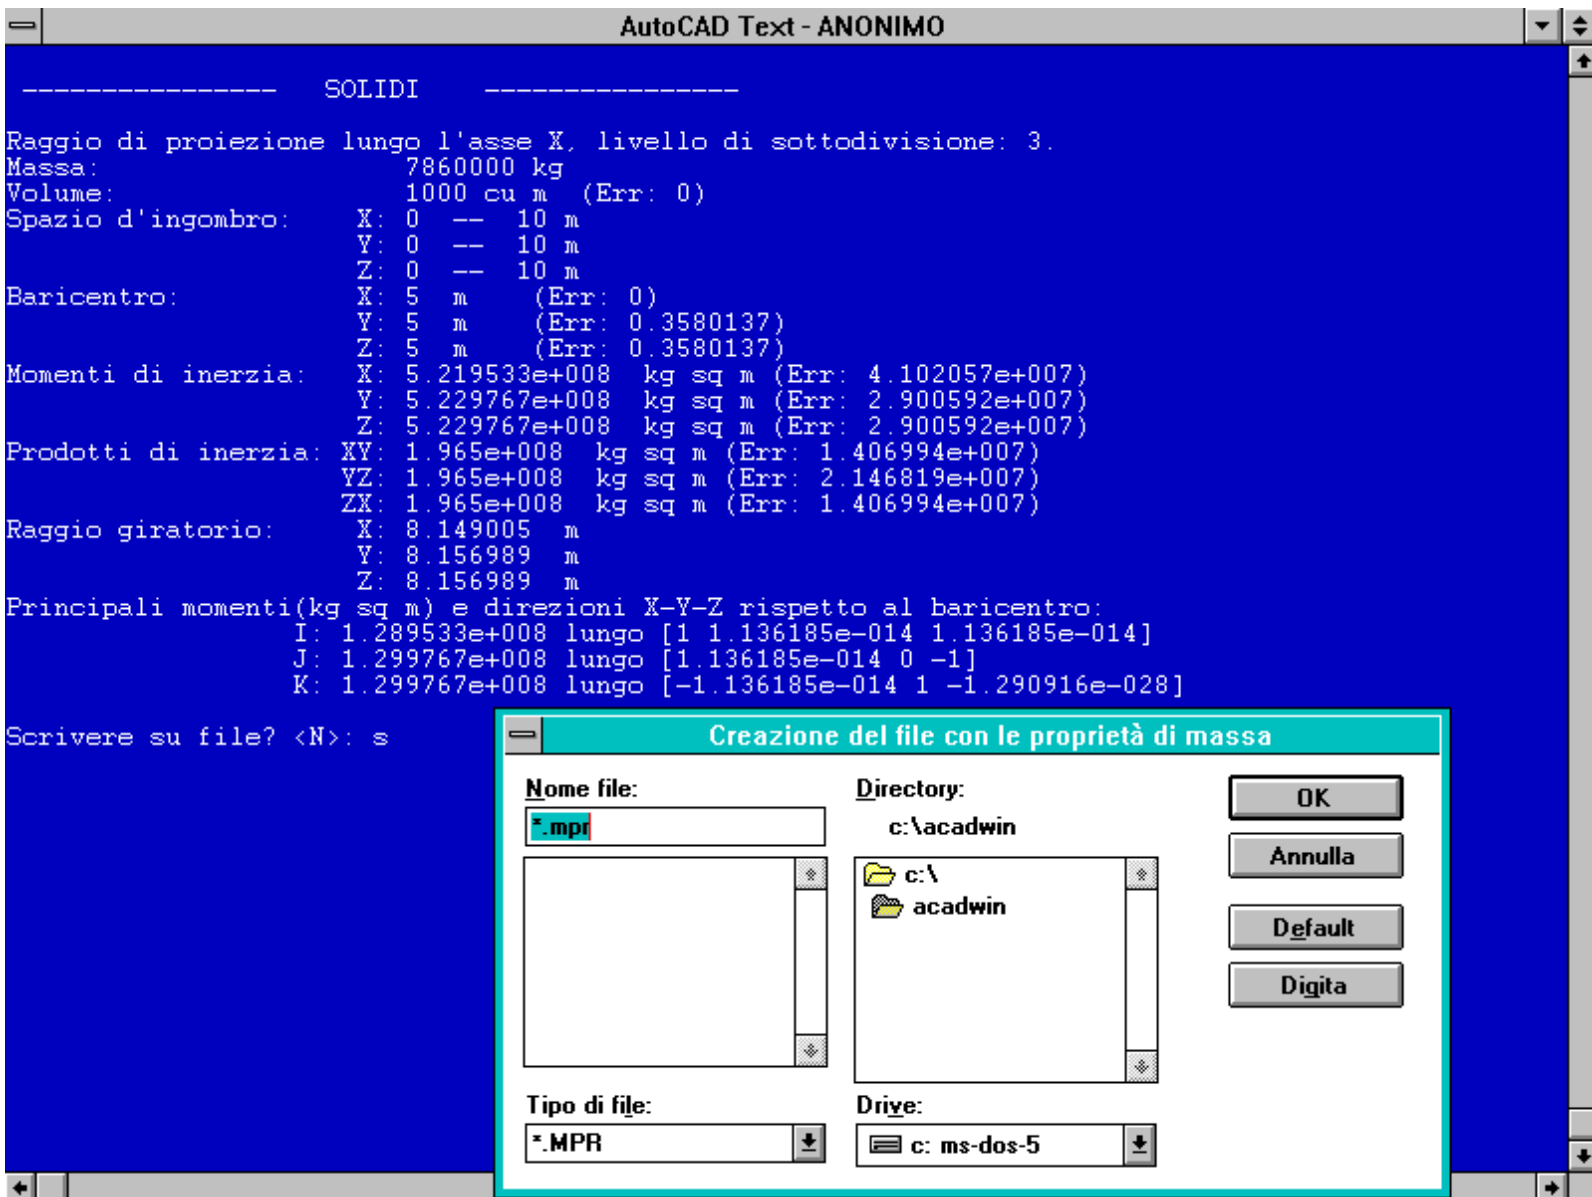 AutoCAD Text - ANONIMO
---------------- SOLIDI ----------------
Raggio di proiezione lungo l'asse X, livello di sottodivisione: 3.
Massa: 7860000 kg
Volume: 1000 cu m (Err: 0)
Spazio d'ingombro: X: 0 -- 10 m
Y: 0 -- 10 m
Z: 0 -- 10 m
Baricentro: X: 5 m (Err: 0)
Y: 5 m (Err: 0.3580137)
Z: 5 m (Err: 0.3580137)
Momenti di inerzia: X: 5.219533e+008 kg sq m (Err: 4.102057e+007)
Y: 5.229767e+008 kg sq m (Err: 2.900592e+007)
Z: 5.229767e+008 kg sq m (Err: 2.900592e+007)
Prodotti di inerzia: XY: 1.965e+008 kg sq m (Err: 1.406994e+007)
YZ: 1.965e+008 kg sq m (Err: 2.146819e+007)
ZX: 1.965e+008 kg sq m (Err: 1.406994e+007)
Raggio giratorio: X: 8.149005 m
Y: 8.156989 m
Z: 8.156989 m
Principali momenti(kg sq m) e direzioni X-Y-Z rispetto al baricentro:
I: 1.289533e+008 lungo [1 1.136185e-014 1.136185e-014]
J: 1.299767e+008 lungo [1.136185e-014 0 -1]
K: 1.299767e+008 lungo [-1.136185e-014 1 -1.290916e-028]
Scrivere su file? <N>: s
Creazione del file con le proprietà di massa
Nome file:
*.mpr
Tipo di file:
*.MPR
Directory:
c:\acadwin
c:\
acadwin
Drive:
c: ms-dos-5
OK
Annulla
Default
Digita